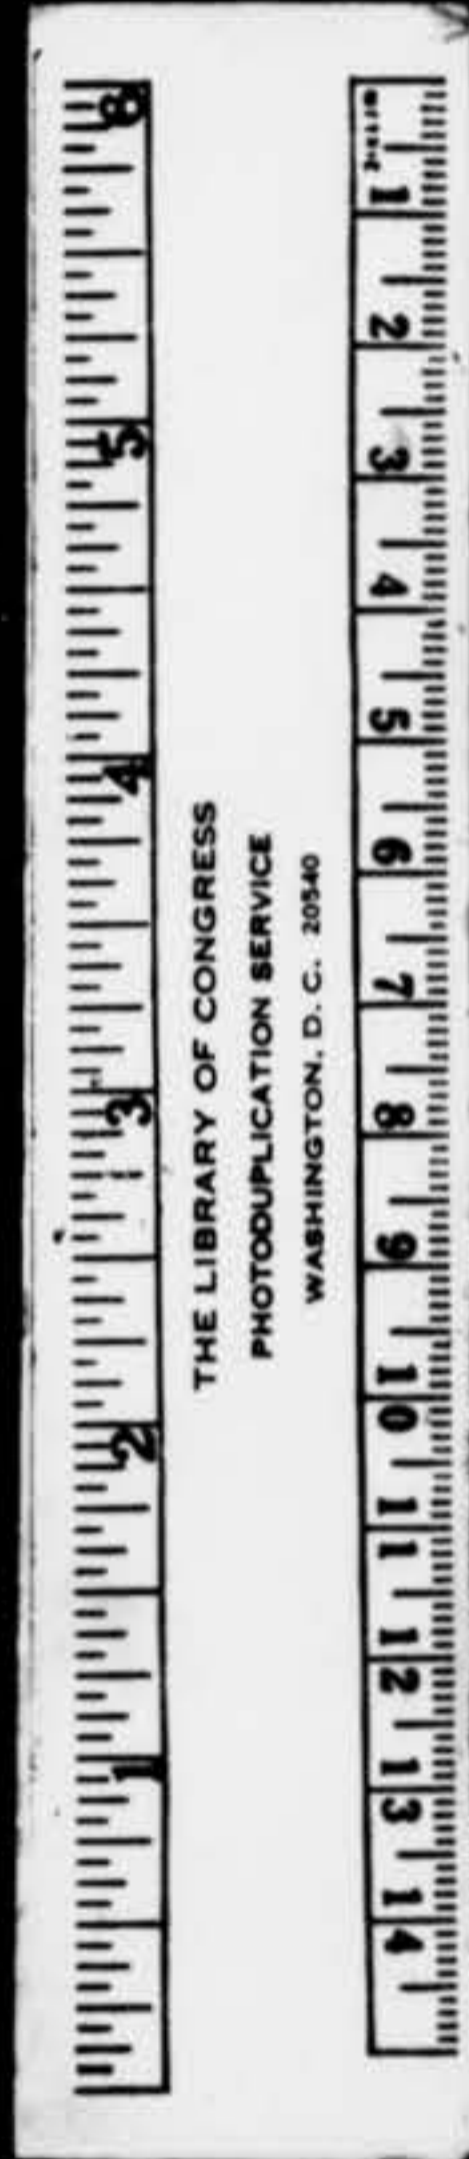 1 2 3 4 5 6
THE LIBRARY OF CONGRESS
PHOTODUPLICATION SERVICE
WASHINGTON, D. C. 20540
1 2 3 4 5 6 7 8 9 10 11 12 13 14